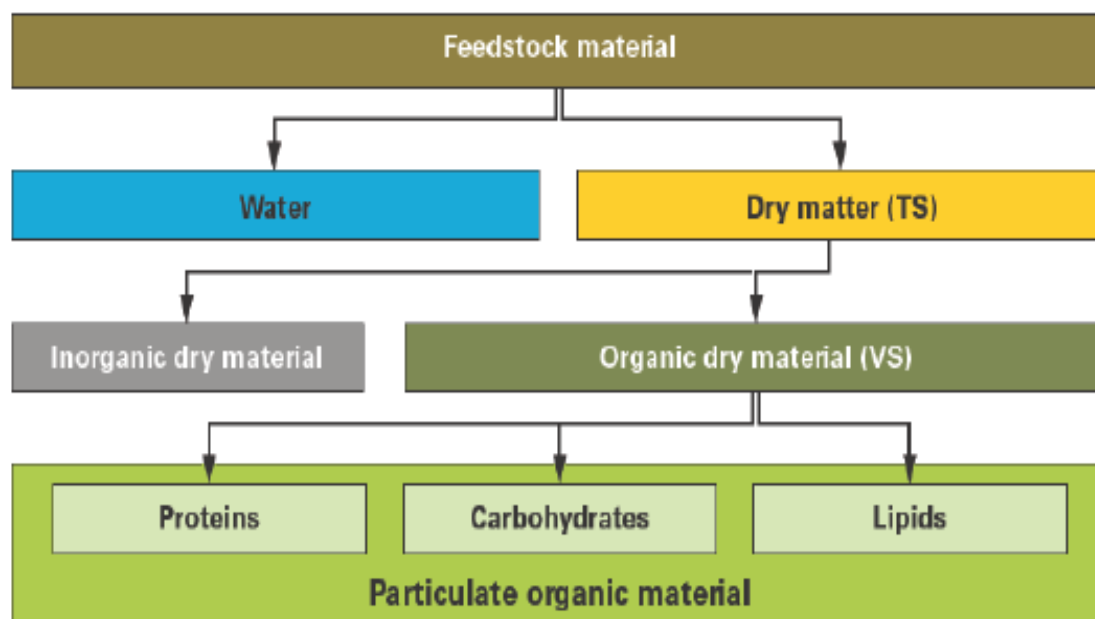 Feedstock material
Water
Dry matter (TS)
Inorganic dry material
Organic dry material (VS)
Proteins
Carbohydrates
Lipids
Particulate organic material